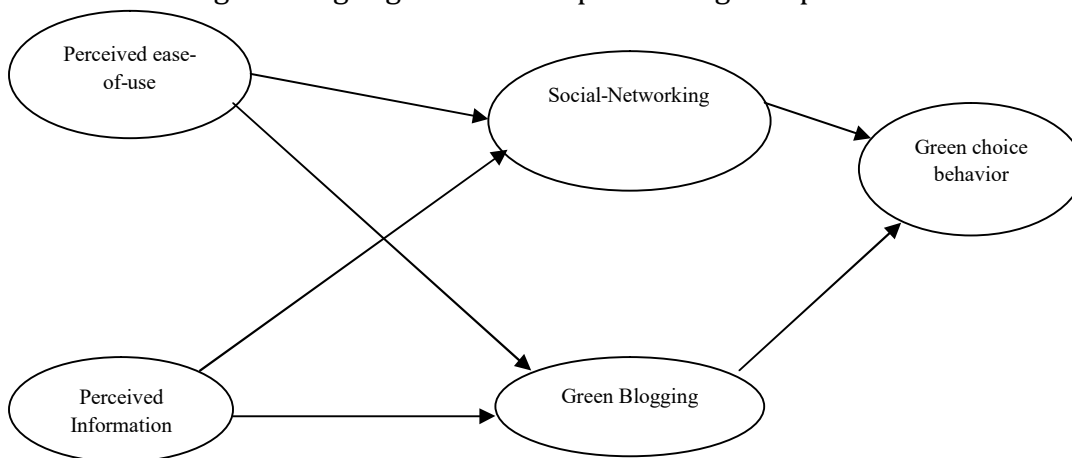 Perceived ease-
of-use
Social-Networking
Green choice
behavior
Perceived
Information
Green Blogging